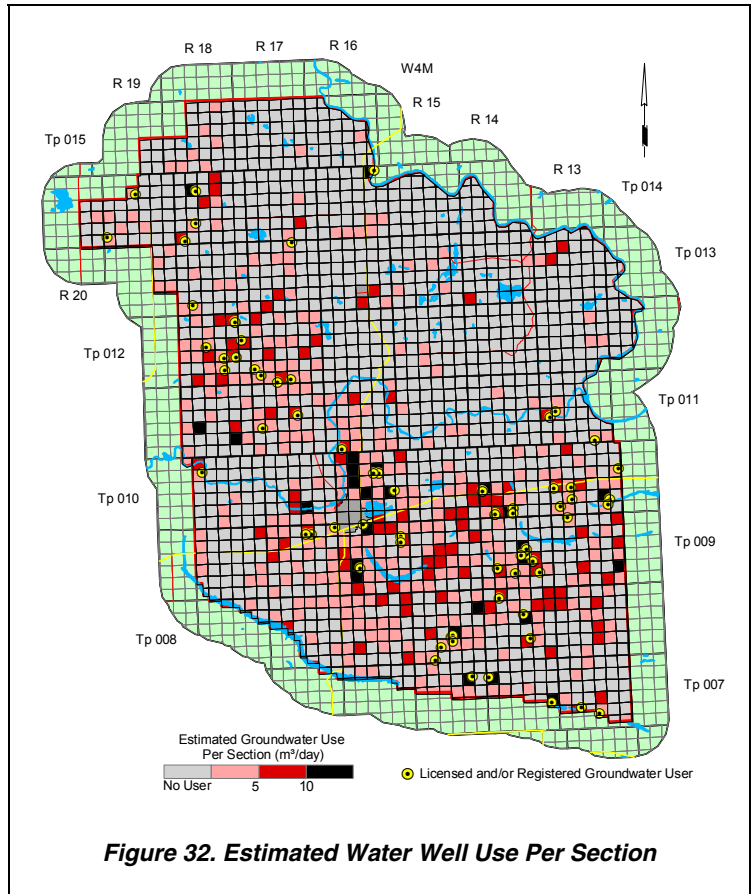 R 16
R 17
R 18
W4M
R 19
R 15
R 14
Tp 015
R 13
Tp 014
Tp 013
R 20
Tp 012
Tp 011
Tp 010
Tp 009
Tp 008
Tp 007
Estimated Groundwater Use
Per Section (m³/day)
No User 5 10
Licensed and/or Registered Groundwater User
Figure 32. Estimated Water Well Use Per Section